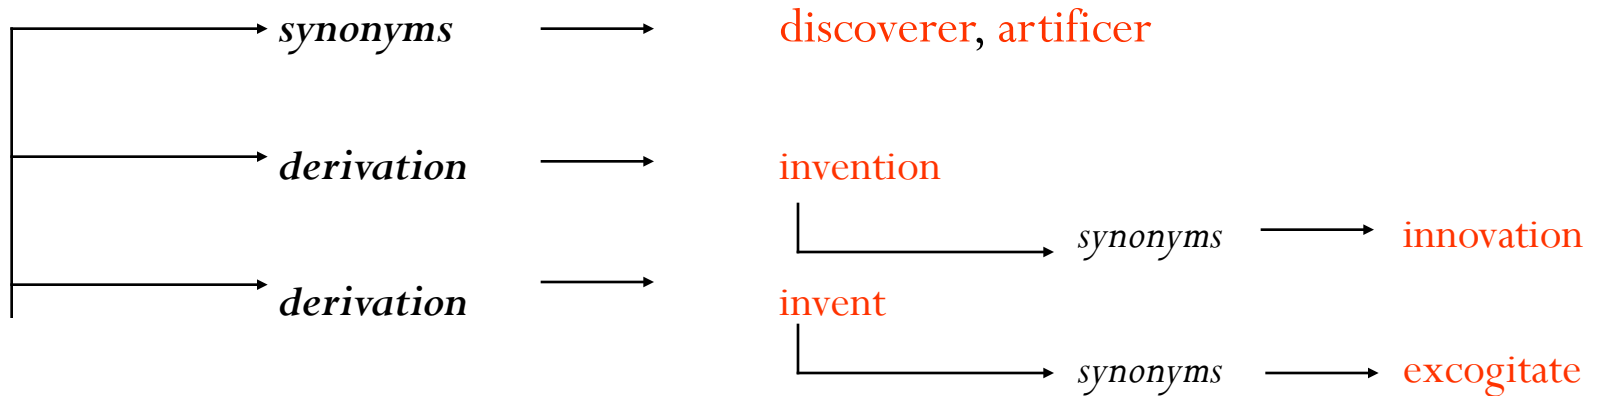 synonyms discoverer, artificer
derivation invention
synonyms innovation
derivation invent
synonyms excogitate